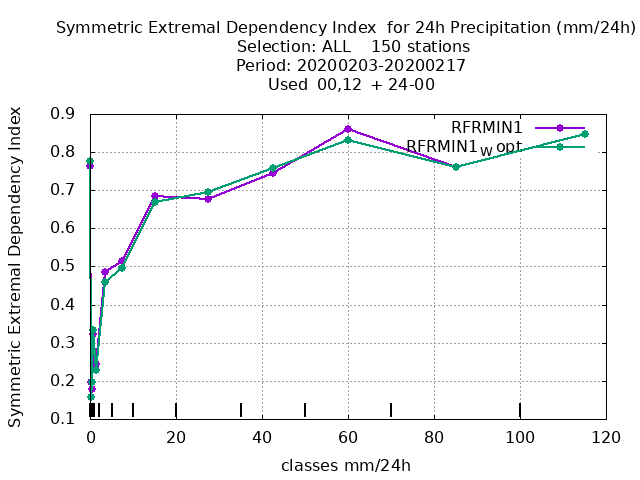 Symmetric Extremal Dependency Index  for 24h Precipitation (mm/24h)
Selection: ALL    150 stations
Period: 20200203-20200217
Used  00,12  + 24-00
RFRMIN1
RFRMIN1w opt
Symmetric Extremal Dependency Index
0.9
0.8
0.7
0.6
0.5
0.4
0.3
0.2
0.1
0 20 40 60 80 100 120
classes mm/24h